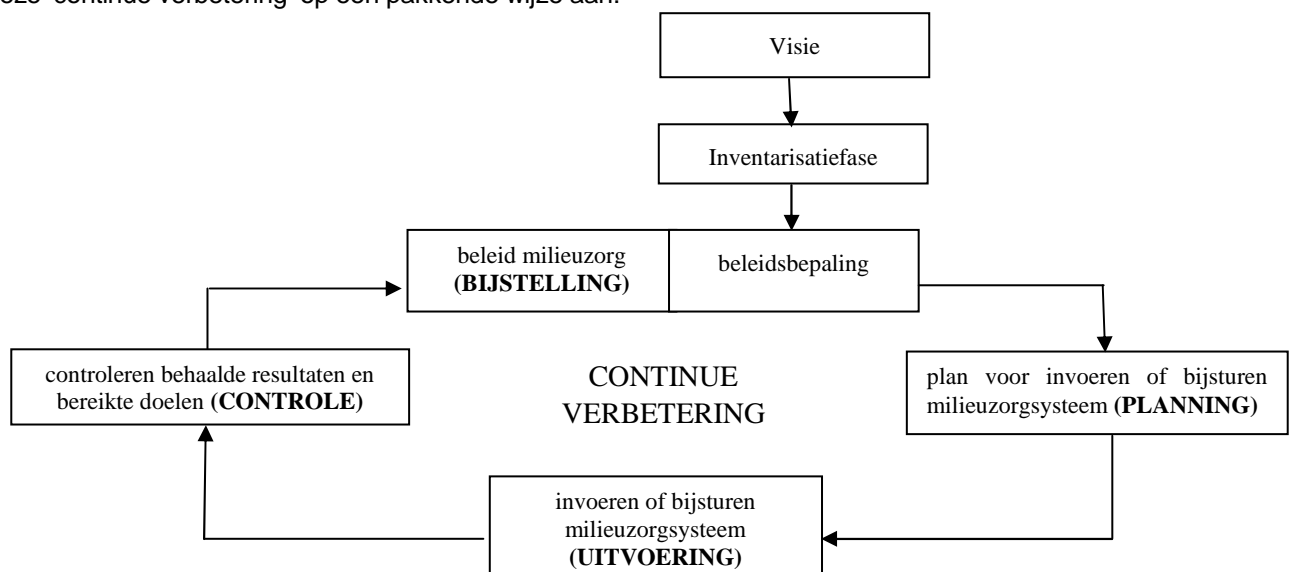 continue verbetering' op een pakkende wijze aan.
Visie
Inventarisatiefase
beleid milieuzorg
(BIJSTELLING)
beleidsbepaling
controleren behaalde resultaten en
bereikte doelen (CONTROLE)
CONTINUE
VERBETERING
plan voor invoeren of bijsturen
milieuzorgsysteem (PLANNING)
invoeren of bijsturen
milieuzorgsysteem
(UITVOERING)